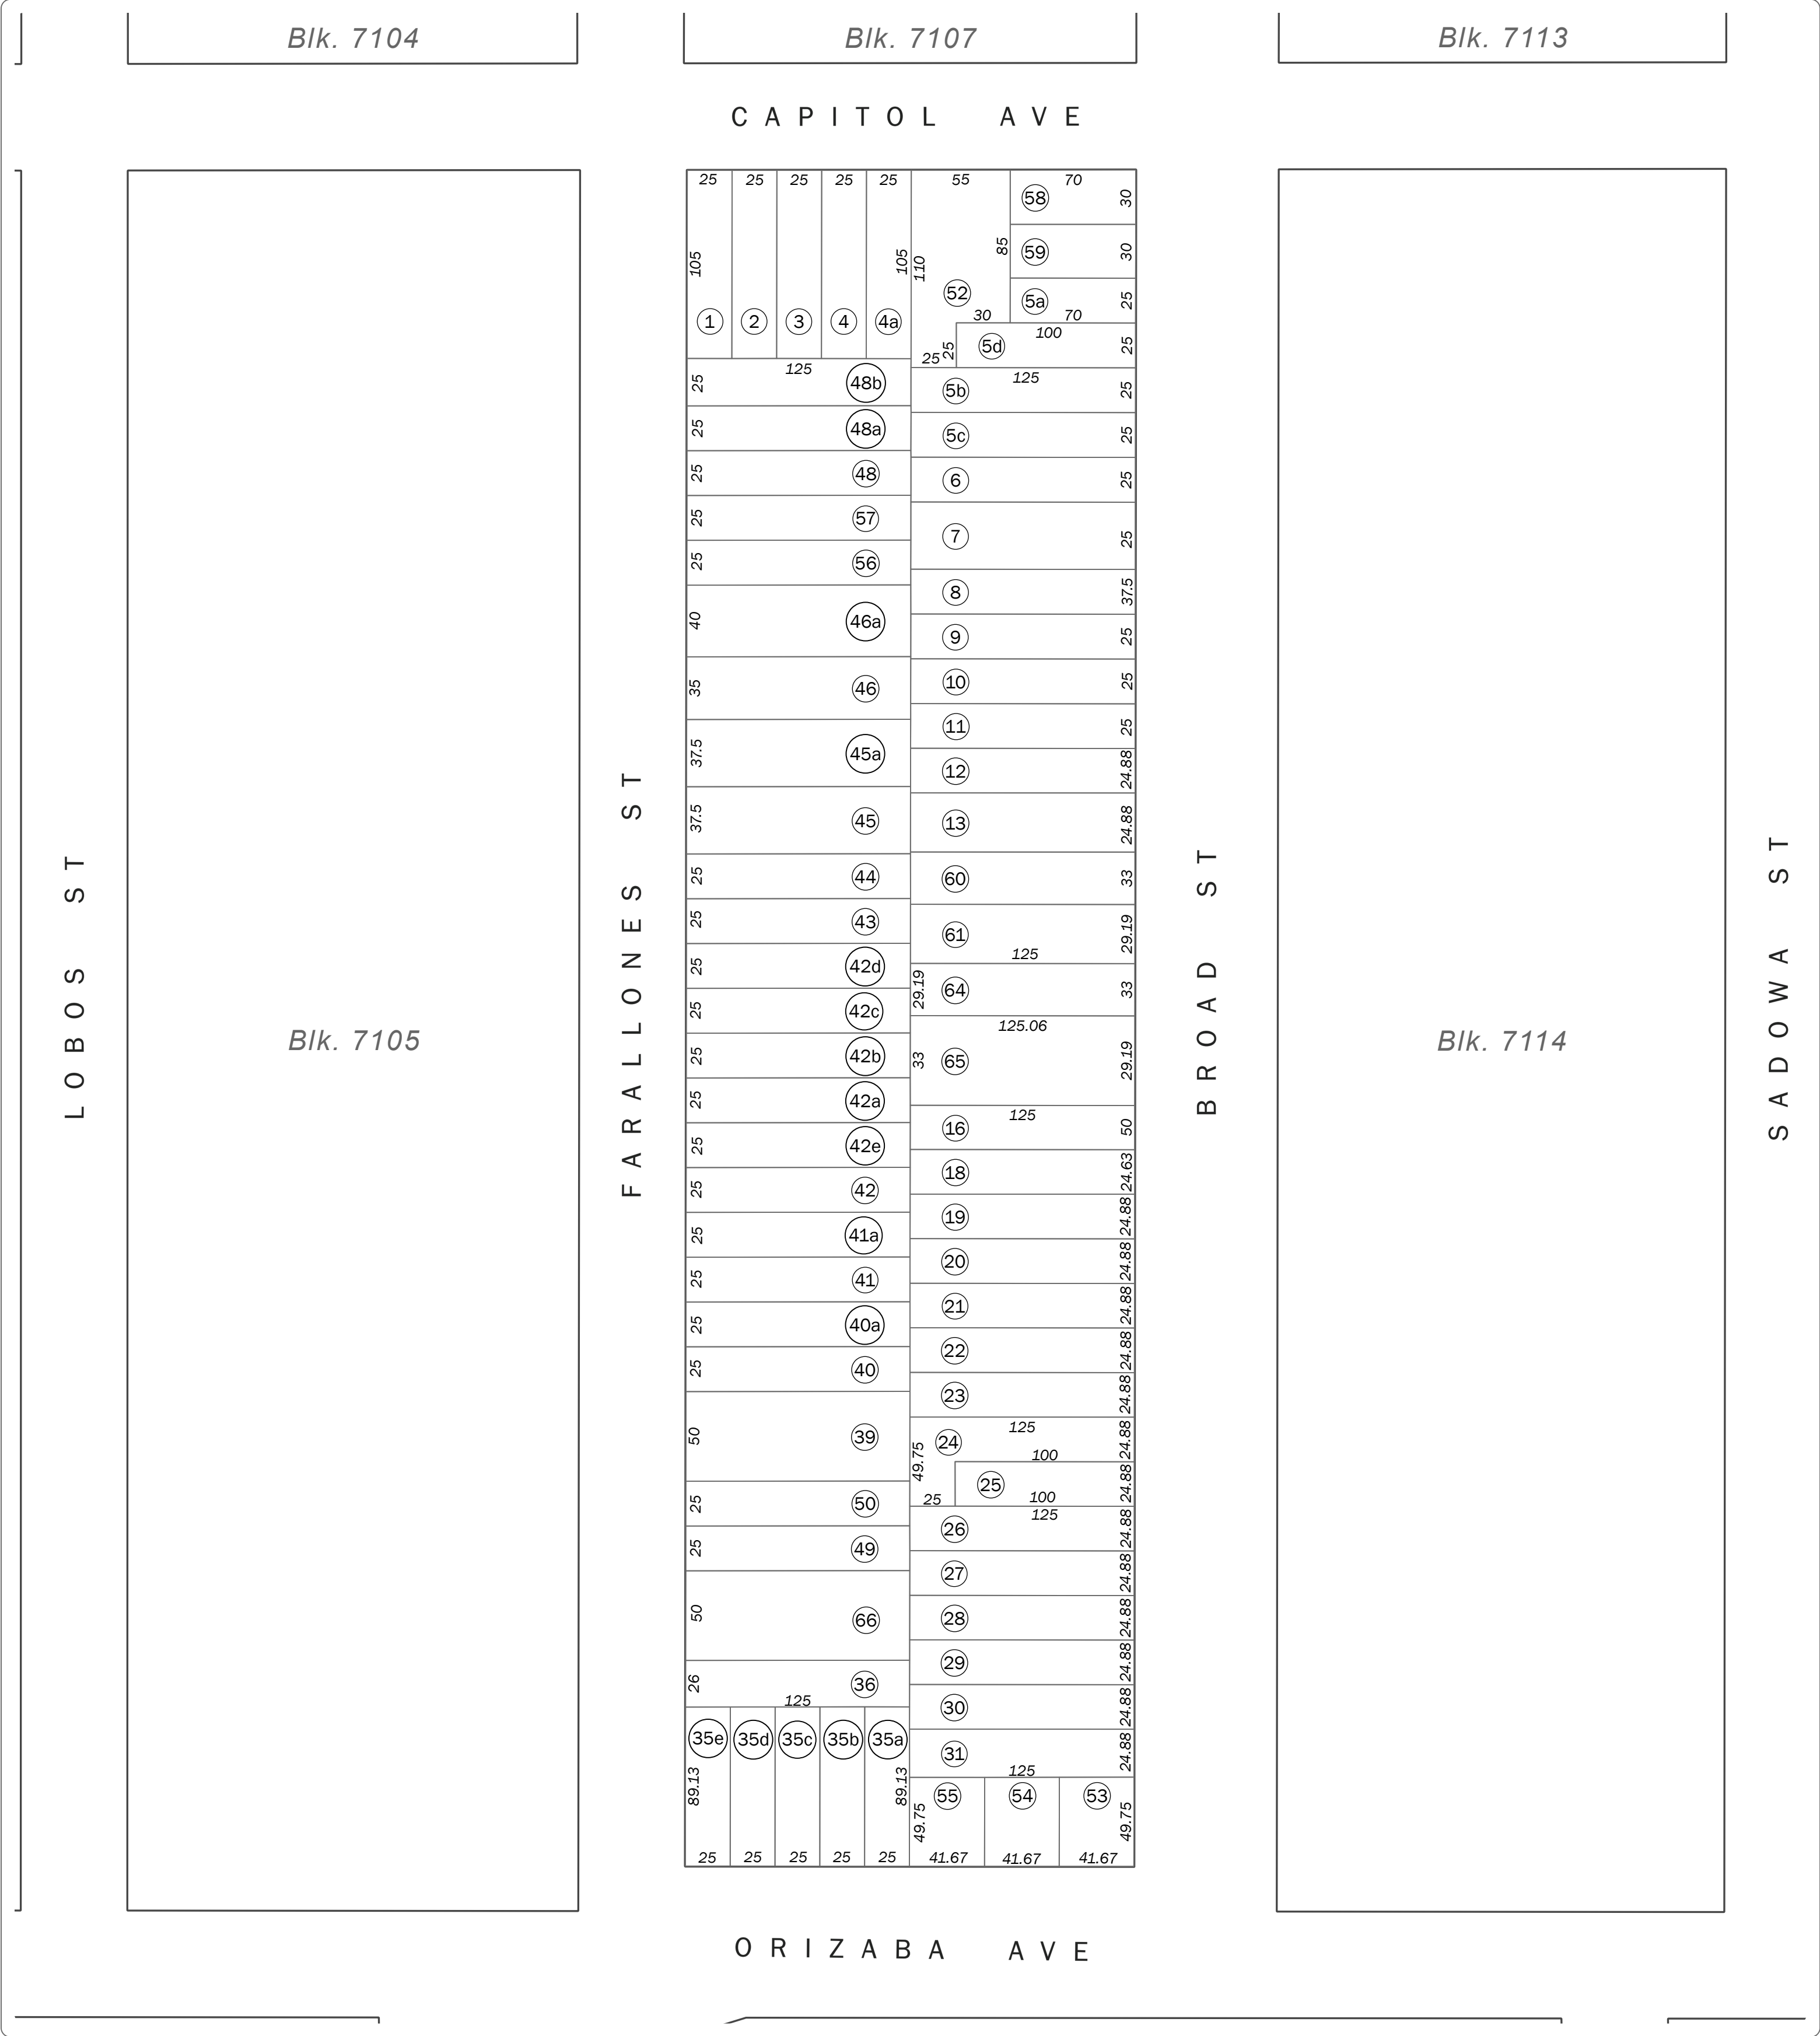 Blk. 7104
Blk. 7107
Blk. 7113
CAPITOL AVE
25 25 25 25 25 55 70
58 30
105 105 110 85
59 30
52
5a 25
1 2 3 4 4a
30 70
100
5d 25
25 25
125
25 48b
125
5b 25
25 48a
5c 25
25 48
6 25
25 57
7 25
25 56
8 37.5
40 46a
9 25
35 46
10 25
11 25
37.5 45a
12 24.88
37.5 45
13 24.88
25 44
60 33
25 43
61 29.19
125
25 42d
29.19 64 33
25 42c
125.06
25 42b
33 65 29.19
25 42a
125
16 50
25 42e
18 24.63
25 42
19 24.88
25 41a
20 24.88
25 41
21 24.88
25 40a
22 24.88
25 40
23 24.88
50 39
125
24 24.88
49.75
100
25 24.88
25 100
25 50
125
26 24.88
25 49
27 24.88
50 66
28 24.88
29 24.88
26 36
125
30 24.88
35e 35d 35c 35b 35a
31 24.88
125
89.13 89.13
55 54 53
49.75 49.75
25 25 25 25 25 41.67 41.67 41.67
LOBOS ST
Blk. 7105
FARALLONES ST
BROAD ST
Blk. 7114
SADOWA ST
ORIZABA AVE